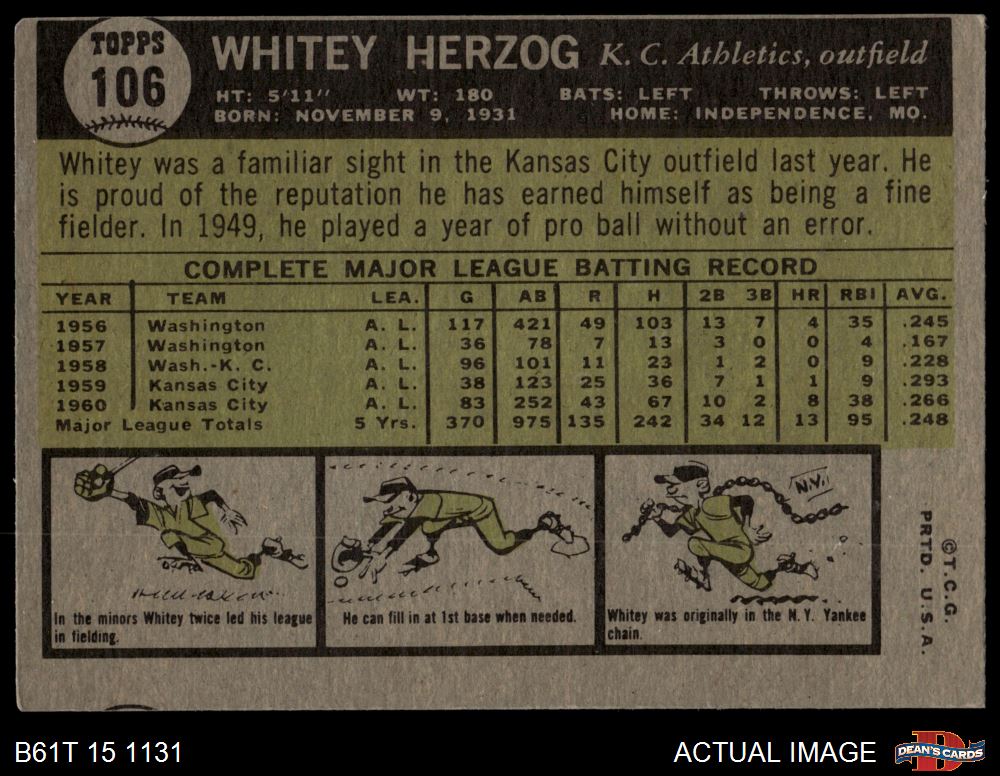 TOPPS
106
WHITEY HERZOG K. C. Athletics, outfield
HT: 5'11" WT: 180 BATS: LEFT THROWS: LEFT
BORN: NOVEMBER 9, 1931 HOME: INDEPENDENCE, MO.
Whitey was a familiar sight in the Kansas City outfield last year. He
is proud of the reputation he has earned himself as being a fine
fielder. In 1949, he played a year of pro ball without an error.
COMPLETE MAJOR LEAGUE BATTING RECORD
YEAR TEAM LEA. G AB R H 2B 3B HR RBI AVG.
1956 Washington A. L. 117 421 49 103 13 7 4 35 .245
1957 Washington A. L. 36 78 7 13 3 0 0 4 .167
1958 Wash.-K. C. A. L. 96 101 11 23 1 2 0 9 .228
1959 Kansas City A. L. 38 123 25 36 7 1 1 9 .293
1960 Kansas City A. L. 83 252 43 67 10 2 8 38 .266
Major League Totals 5 Yrs. 370 975 135 242 34 12 13 95 .248
N.Y.
In the minors Whitey twice led his league
in fielding.
He can fill in at 1st base when needed.
Whitey was originally in the N. Y. Yankee
chain.
© T. C. G.
PRTD. U. S. A.
B61T 15 1131
ACTUAL IMAGE
DEAN'S CARDS